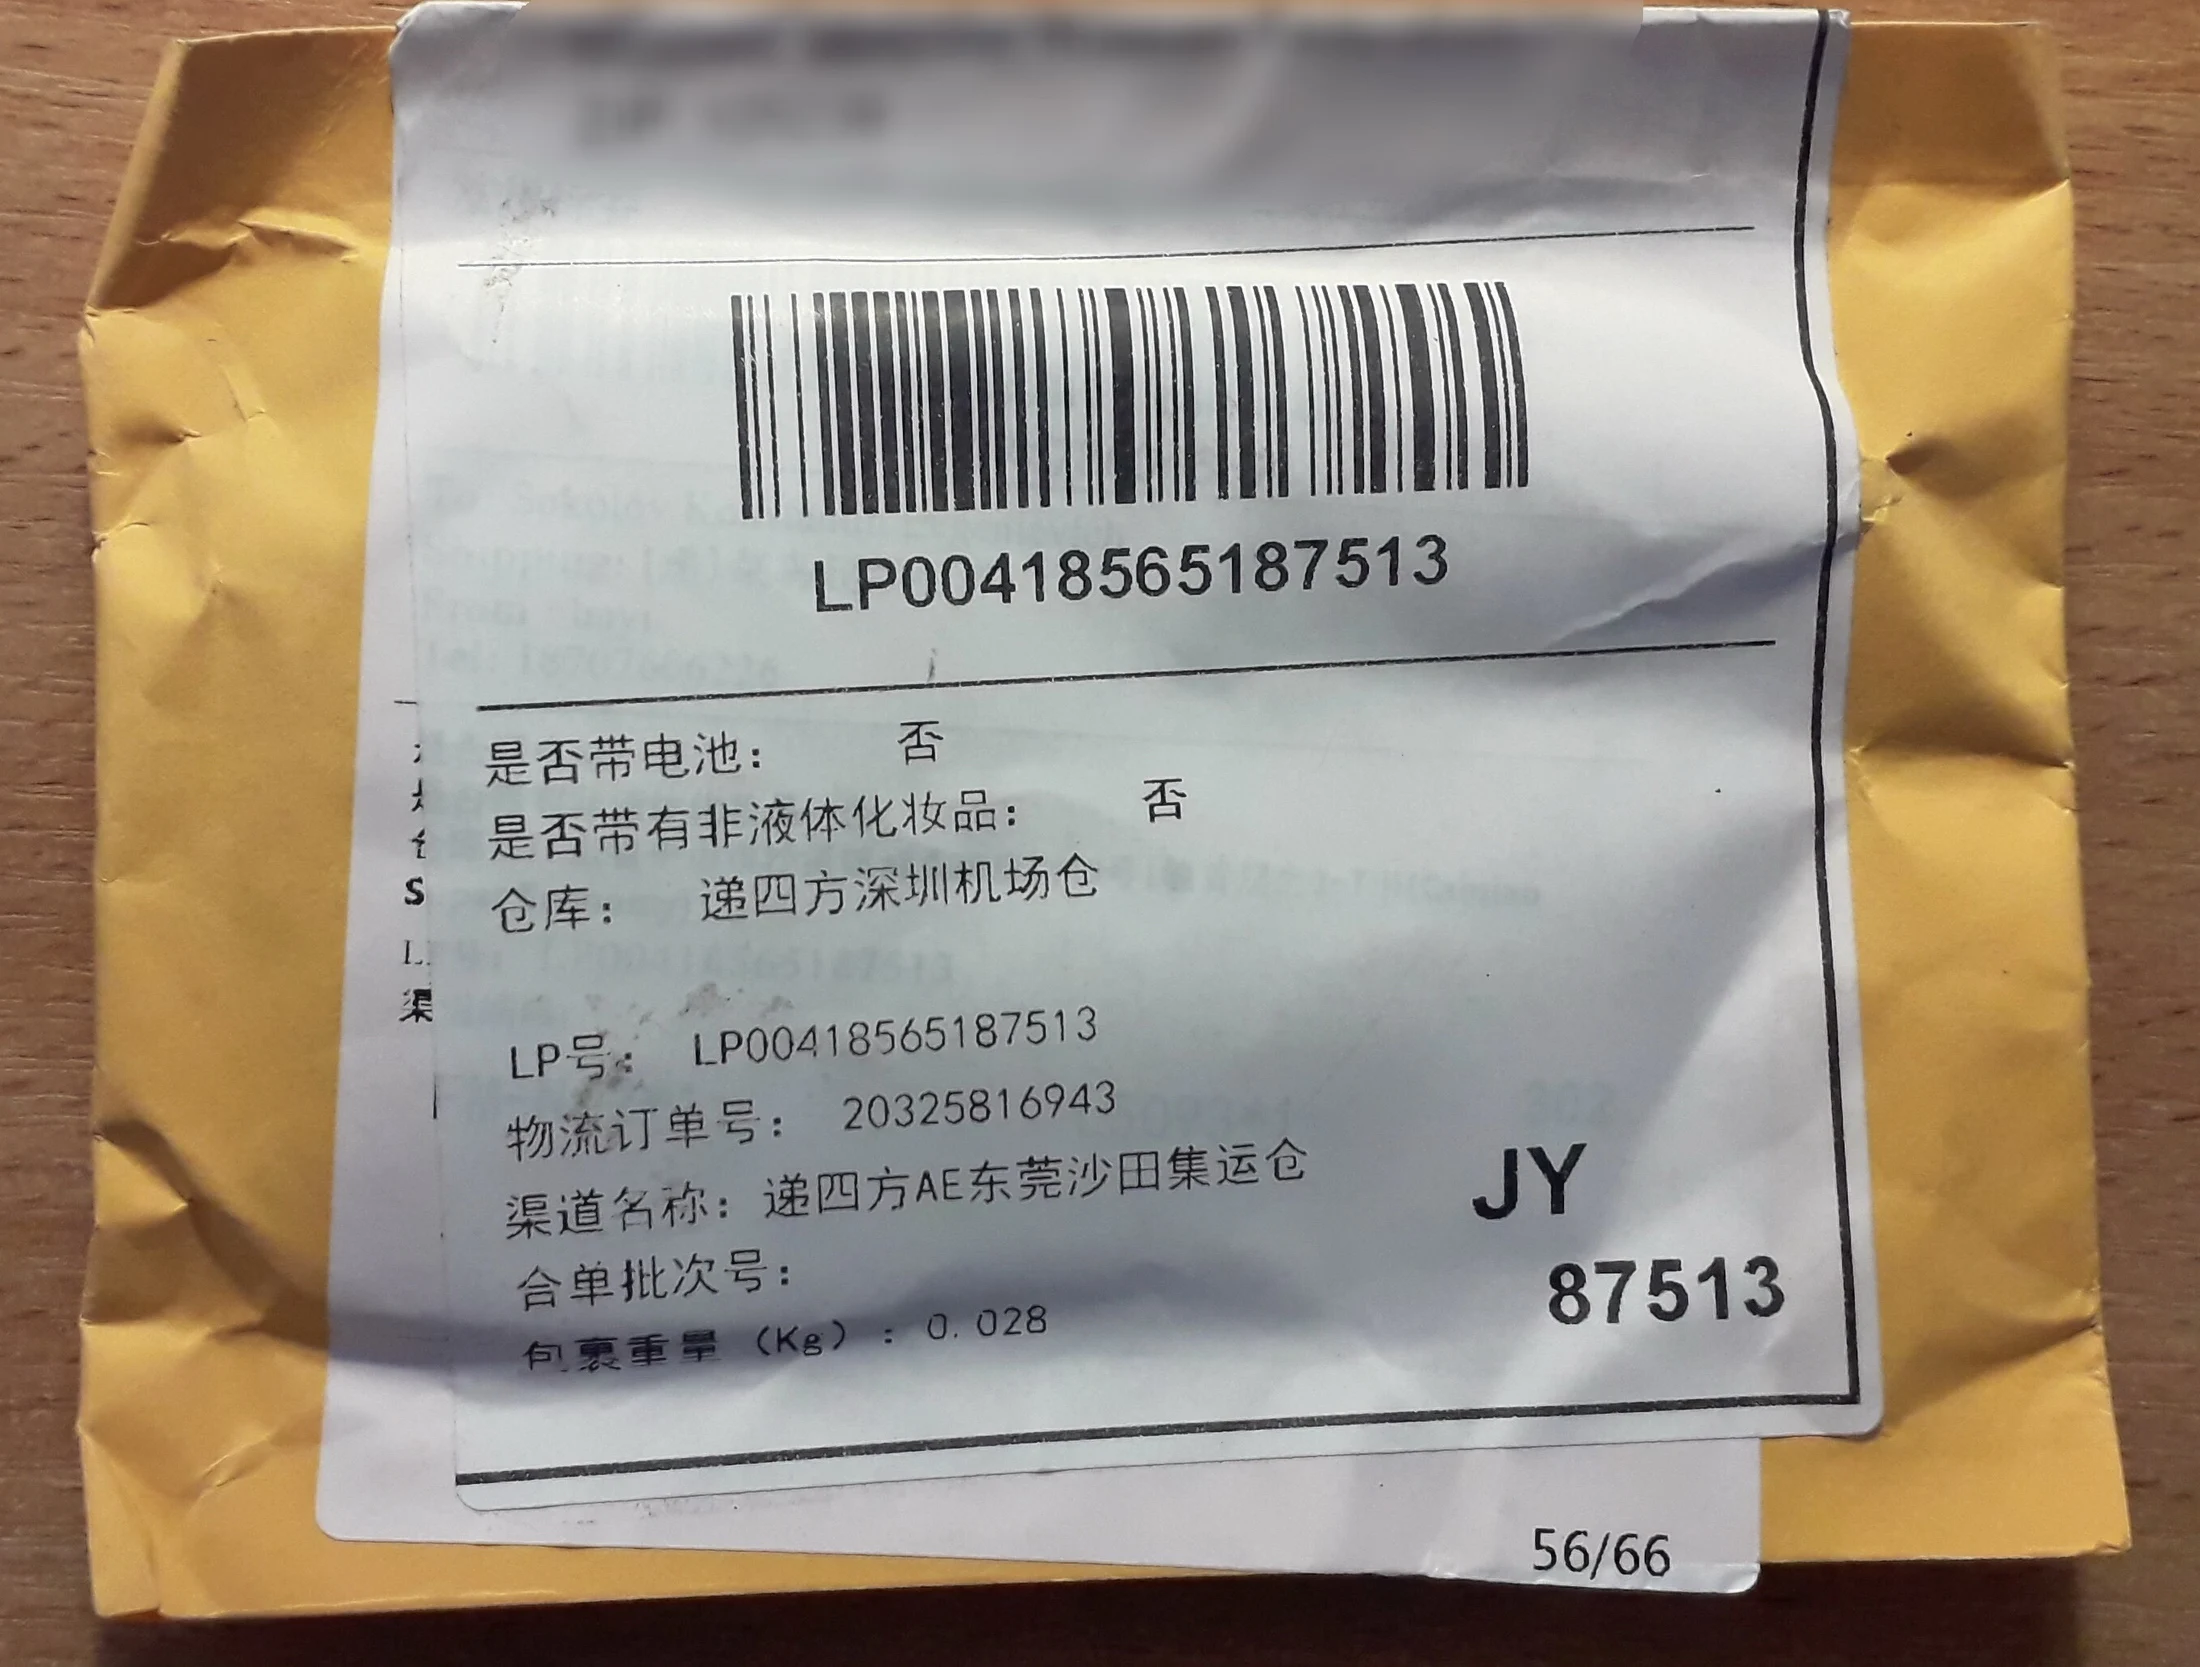 LP00418565187513
是否带电池： 否
是否带有非液体化妆品： 否
仓库： 递四方深圳机场仓
LP号： LP00418565187513
物流订单号： 20325816943
渠道名称： 递四方AE东莞沙田集运仓
JY
合单批次号：
87513
包裹重量（Kg）：0.028
S
渠
56/66